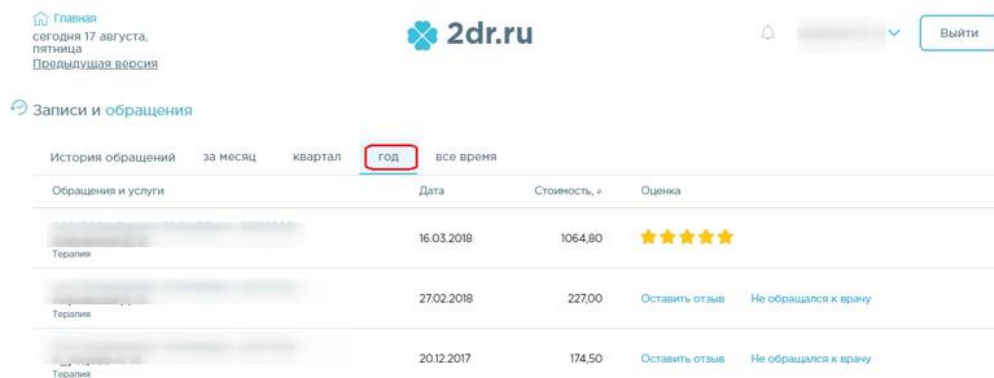 Главная
сегодня 17 августа,
пятница
Предыдущая версия
2dr.ru
Выйти
Записи и обращения
История обращений за месяц квартал год все время
Обращения и услуги Дата Стоимость, ₽ Оценка
16.03.2018 1064,80
Терапия
27.02.2018 227,00 Оставить отзыв Не обращался к врачу
Терапия
20.12.2017 174,50 Оставить отзыв Не обращался к врачу
Терапия